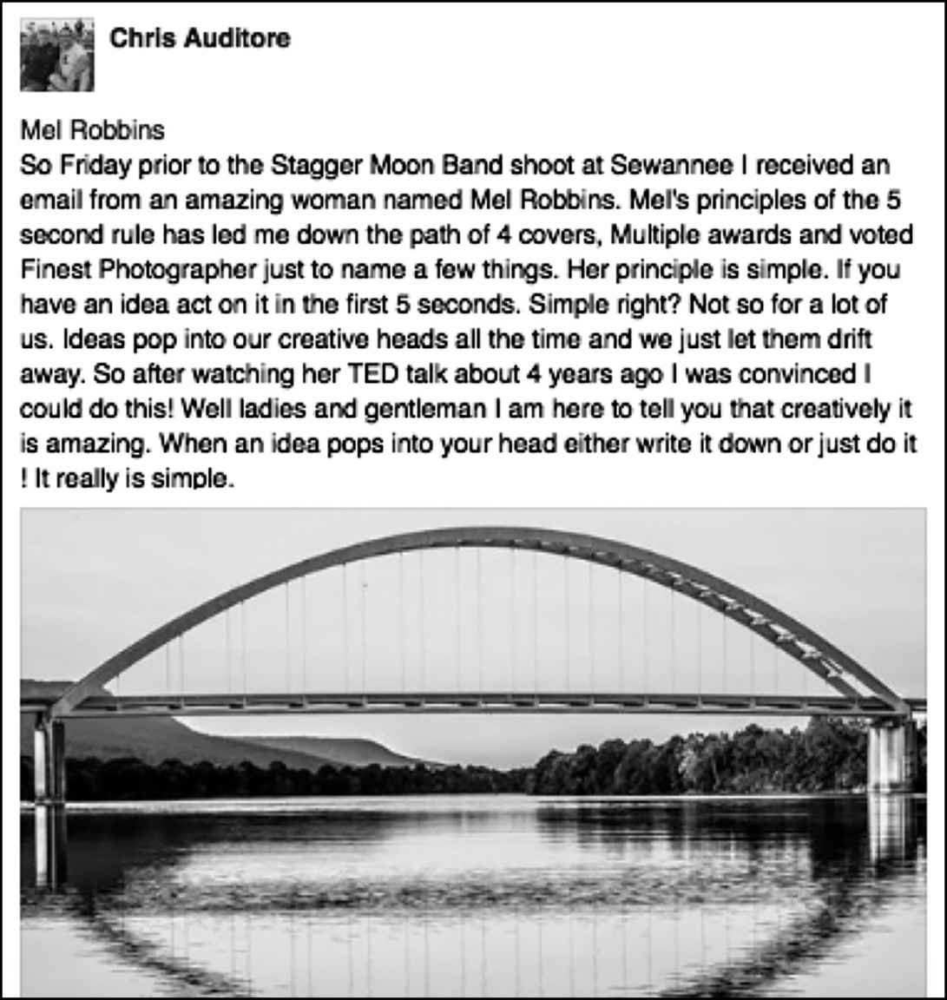 Chris Auditore
Mel Robbins
So Friday prior to the Stagger Moon Band shoot at Sewannee I received an
email from an amazing woman named Mel Robbins. Mel's principles of the 5
second rule has led me down the path of 4 covers, Multiple awards and voted
Finest Photographer just to name a few things. Her principle is simple. If you
have an idea act on it in the first 5 seconds. Simple right? Not so for a lot of
us. Ideas pop into our creative heads all the time and we just let them drift
away. So after watching her TED talk about 4 years ago I was convinced I
could do this! Well ladies and gentleman I am here to tell you that creatively it
is amazing. When an idea pops into your head either write it down or just do it
! It really is simple.